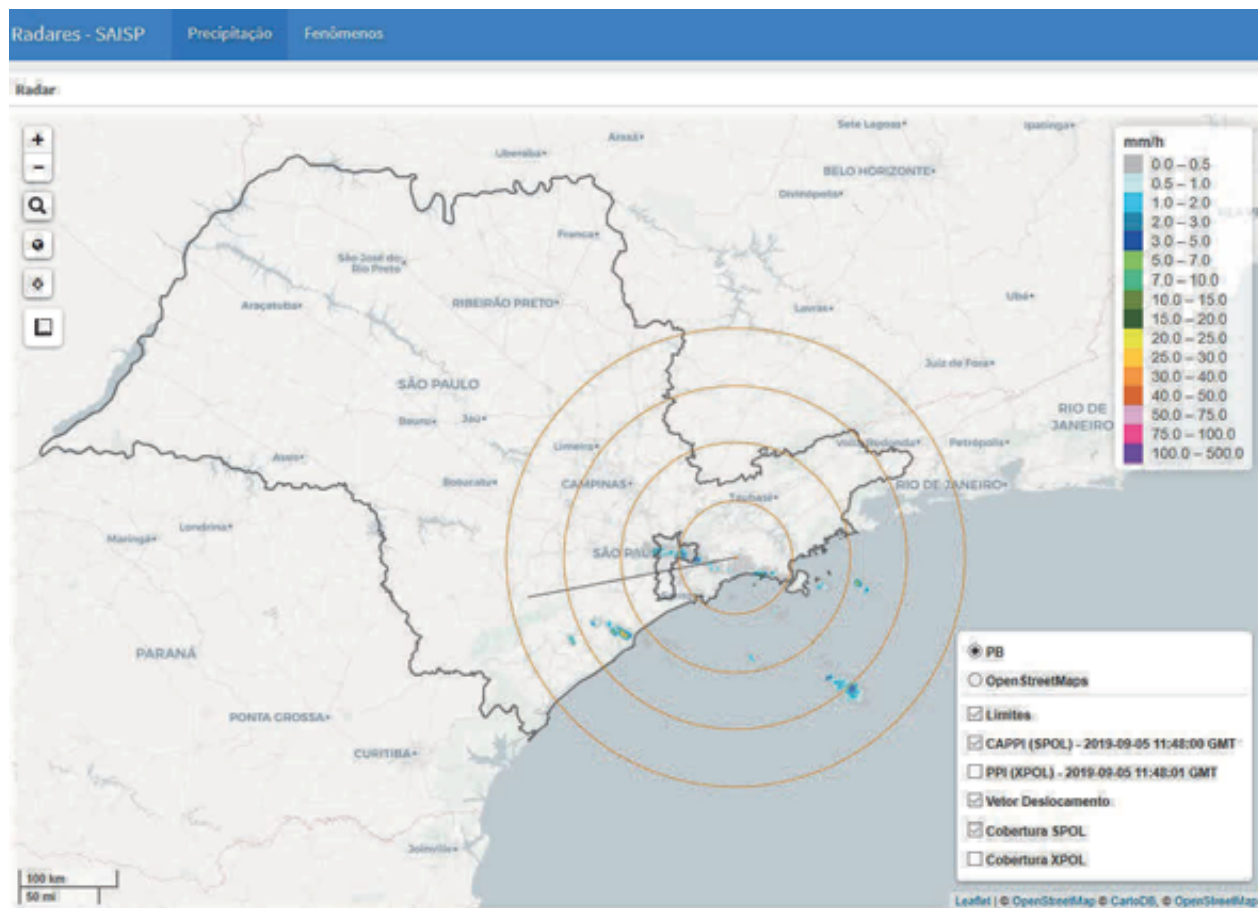 Radares - SAISP Precipitação Fenômenos
Radar
+
−
mm/h
0.0 – 0.5
0.5 – 1.0
1.0 – 2.0
2.0 – 3.0
3.0 – 5.0
5.0 – 7.0
7.0 – 10.0
10.0 – 15.0
15.0 – 20.0
20.0 – 25.0
25.0 – 30.0
30.0 – 40.0
40.0 – 50.0
50.0 – 75.0
75.0 – 100.0
100.0 – 500.0
Sete Lagoas
Ipatinga
Araxá
Uberaba
BELO HORIZONTE
Divinópolis
Franca
São José do
Rio Preto
Araçatuba
RIBEIRÃO PRETO
Lavras
Ubá
Juiz de Fora
SÃO PAULO
RIO DE
JANEIRO
Bauru
Jaú
Limeira
Volta Redonda
Petrópolis
Assis
Botucatu
CAMPINAS
Taubaté
RIO DE JANEIRO
Londrina
Maringá
SÃO PAUL
PARANÁ
PONTA GROSSA
CURITIBA
Joinville
PB
OpenStreetMaps
Limites
CAPPI (SPOL) - 2019-09-05 11:48:00 GMT
PPI (XPOL) - 2019-09-05 11:48:01 GMT
Vetor Deslocamento
Cobertura SPOL
Cobertura XPOL
100 km
50 mi
Leaflet | © OpenStreetMap © CartoDB, © OpenStreetMap